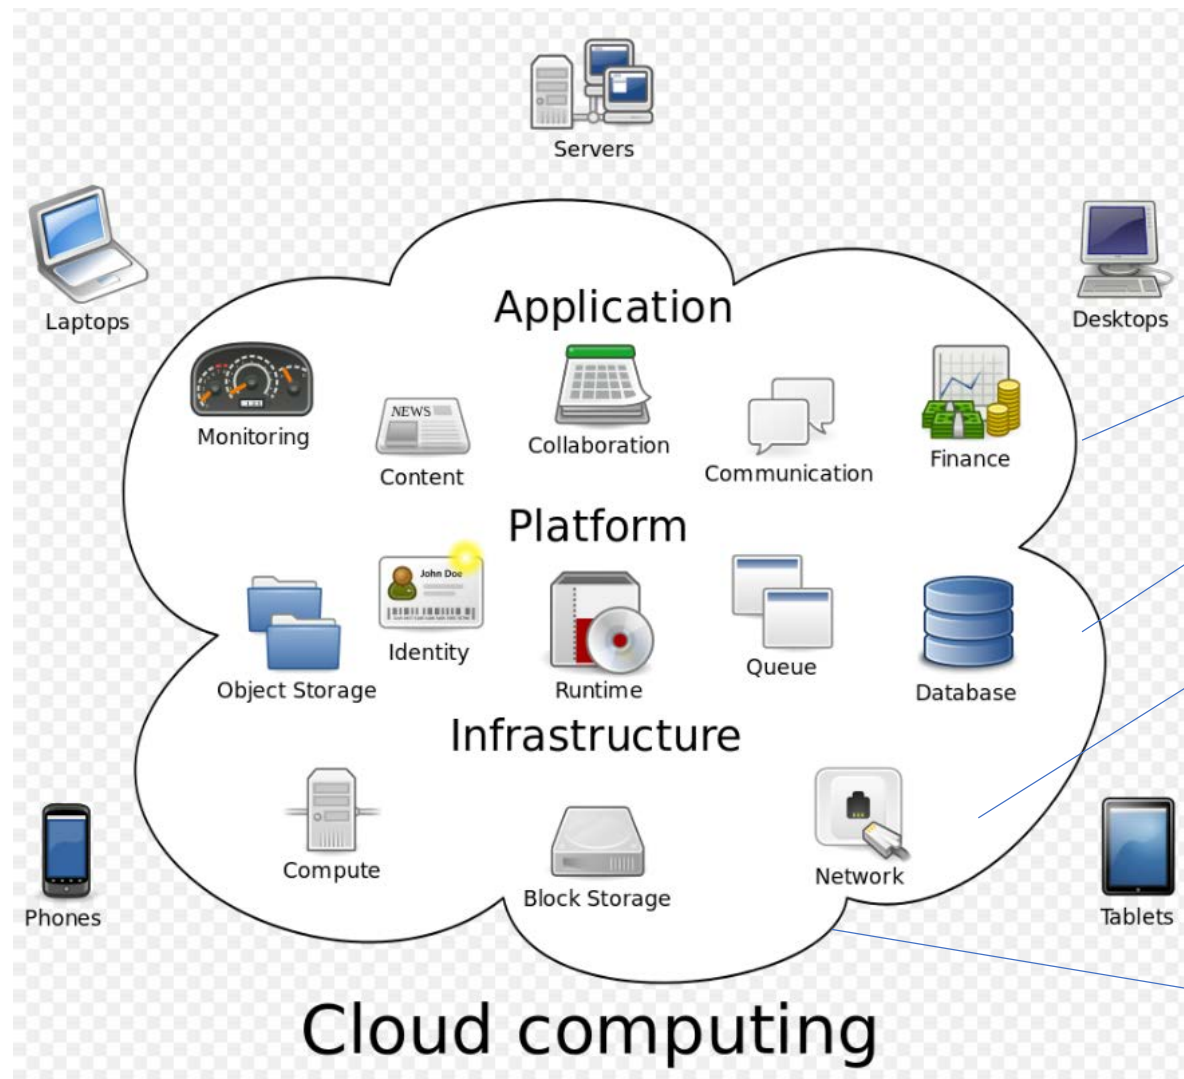 Servers
Laptops
Desktops
Application
Monitoring
NEWS
Content
Collaboration
Communication
Finance
Platform
Object Storage
John Doe
Identity
Runtime
Queue
Database
Infrastructure
Compute
Block Storage
Network
Phones
Tablets
Cloud computing